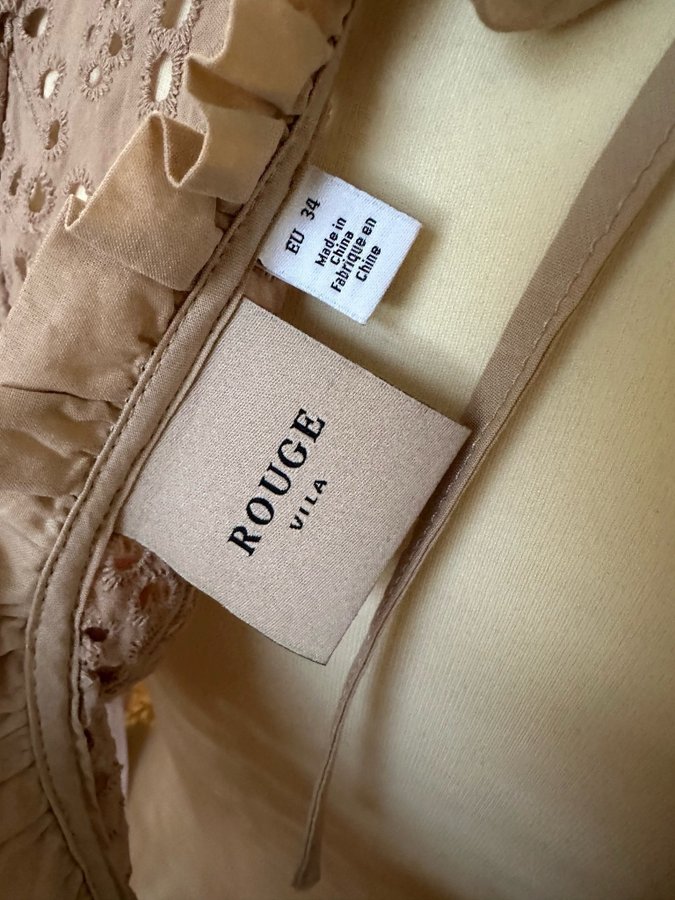 EU 34
Made in
China
Fabriqué en
Chine
ROUGE
VILA